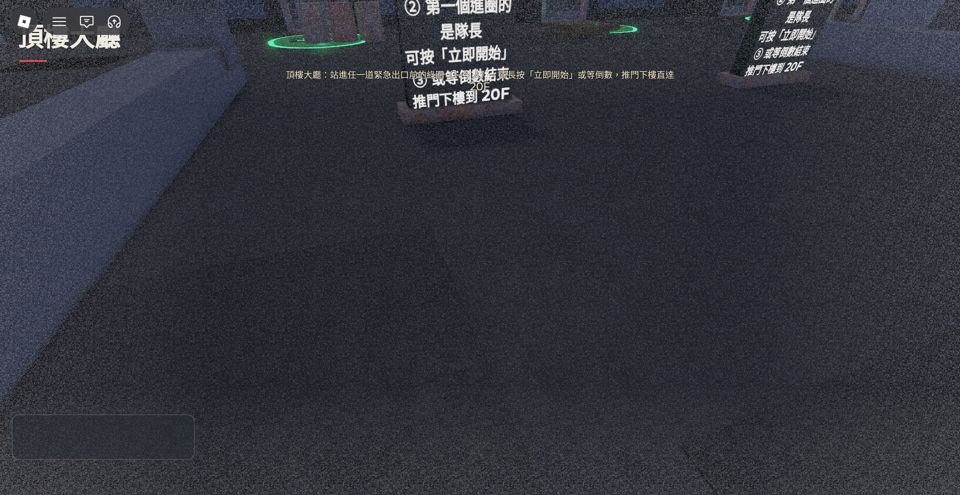 頂樓大廳
② 第一個進圈的
是隊長
可按「立即開始」
③ 或等倒數結束
推門下樓到 20F
頂樓大廳：站進任一道緊急出口前的綠圈
長按「立即開始」或等倒數，推門下樓直達
20F
第一個進圈的
是隊長
可按「立即開始」
③ 或等倒數結束
推門下樓到 20F